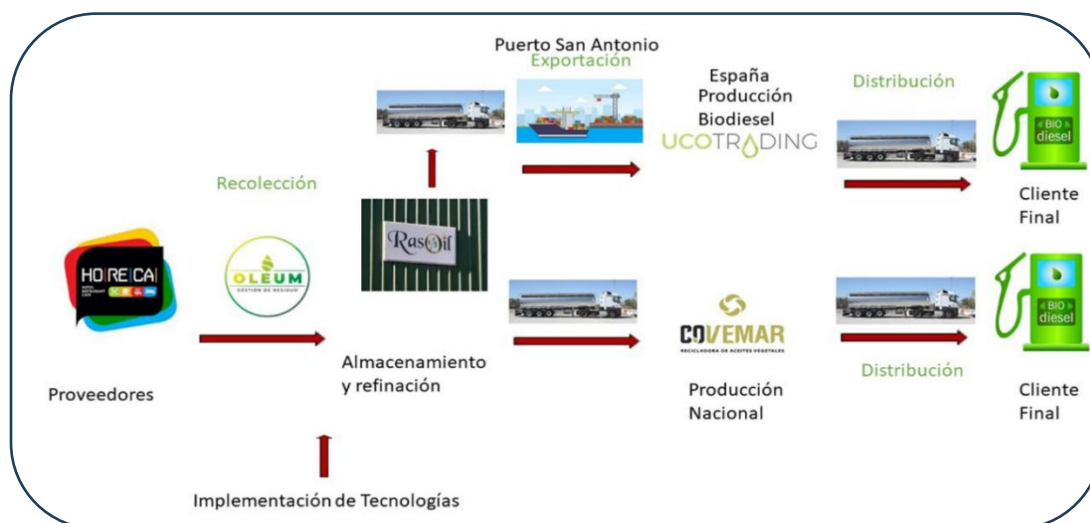 Puerto San Antonio
Exportación
España
Producción
Biodiesel
UCOTRADING
Distribución
BIO
diesel
Cliente
Final
Recolección
HO|RE|CA|
OLEUM
GESTIÓN DE RESIDUO
RasOil
Proveedores
Almacenamiento
y refinación
COVEMAR
RECICLADORA DE ACEITES VEGETALES
Producción
Nacional
Distribución
BIO
diesel
Cliente
Final
Implementación de Tecnologías